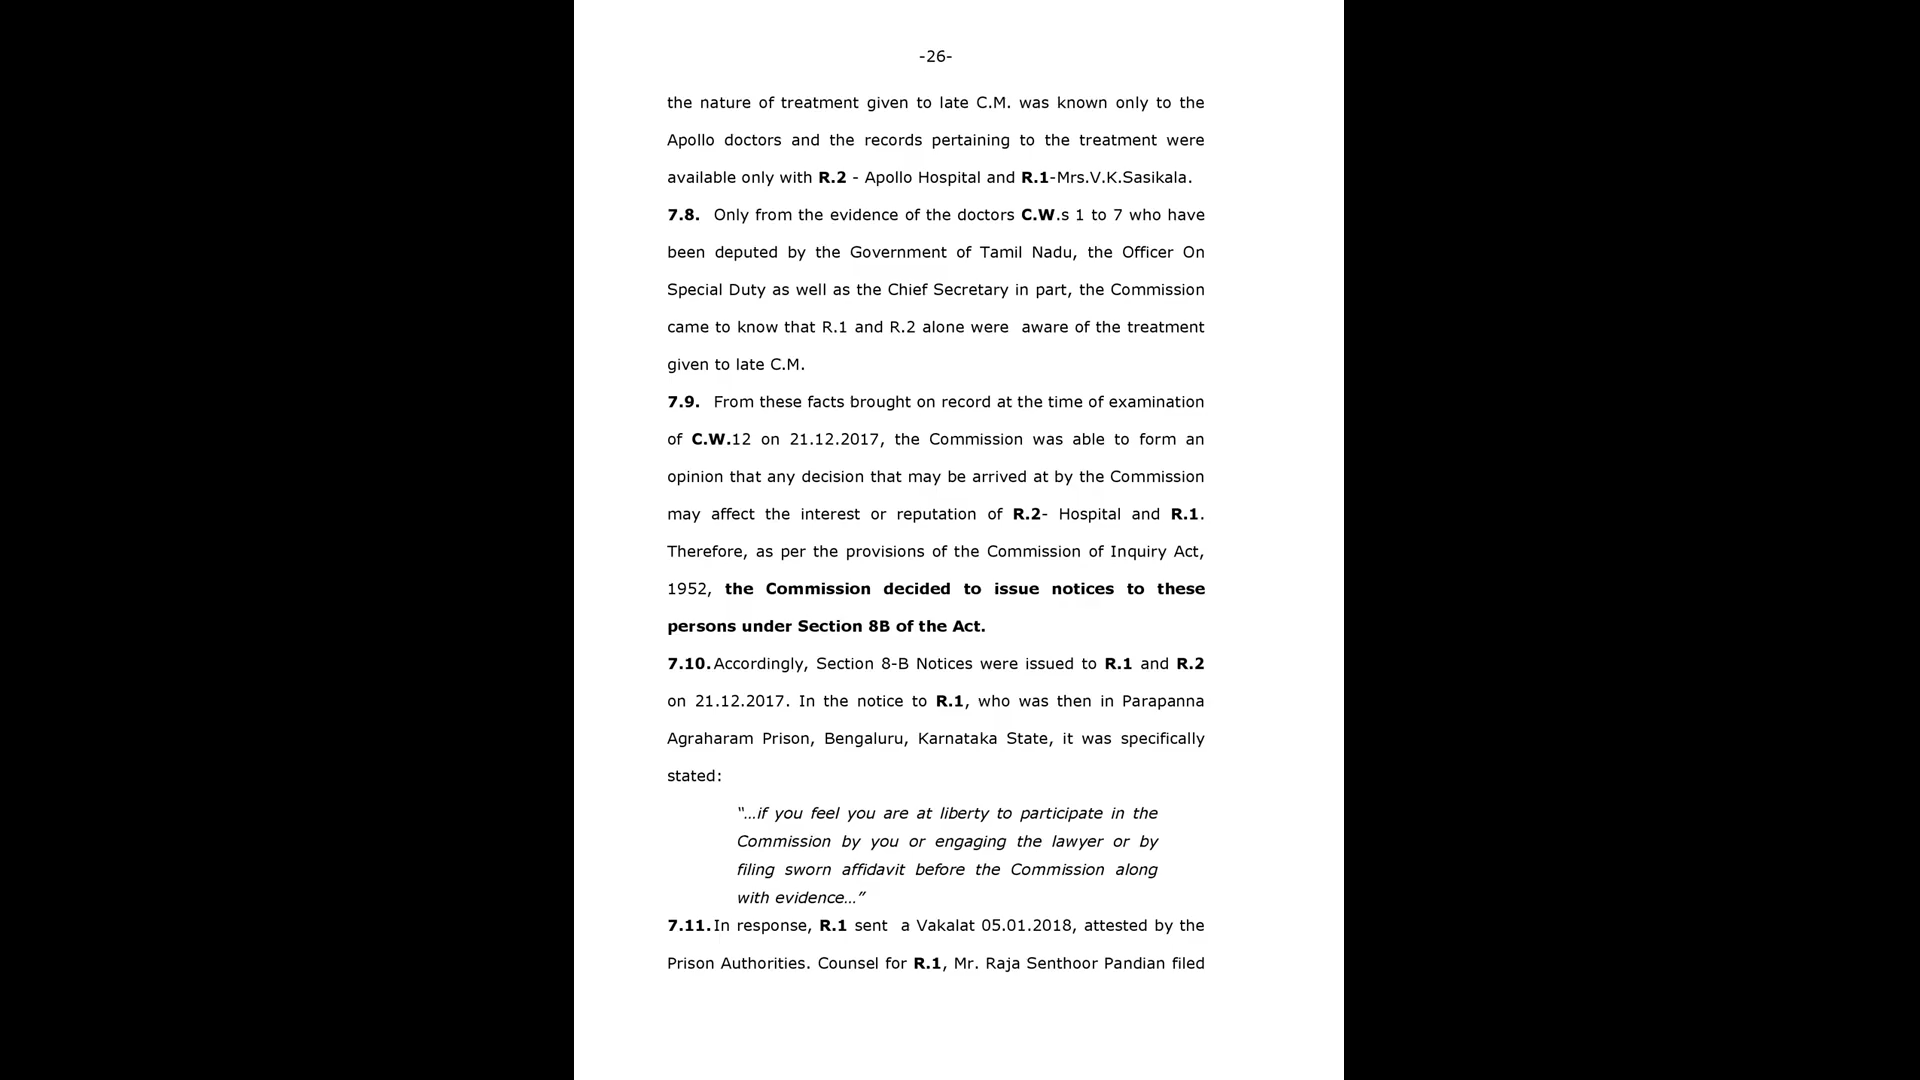 -26-
the nature of treatment given to late C.M. was known only to the
Apollo doctors and the records pertaining to the treatment were
available only with R.2 - Apollo Hospital and R.1-Mrs.V.K.Sasikala.
7.8. Only from the evidence of the doctors C.W.s 1 to 7 who have
been deputed by the Government of Tamil Nadu, the Officer On
Special Duty as well as the Chief Secretary in part, the Commission
came to know that R.1 and R.2 alone were aware of the treatment
given to late C.M.
7.9. From these facts brought on record at the time of examination
of C.W.12 on 21.12.2017, the Commission was able to form an
opinion that any decision that may be arrived at by the Commission
may affect the interest or reputation of R.2- Hospital and R.1.
Therefore, as per the provisions of the Commission of Inquiry Act,
1952, the Commission decided to issue notices to these
persons under Section 8B of the Act.
7.10. Accordingly, Section 8-B Notices were issued to R.1 and R.2
on 21.12.2017. In the notice to R.1, who was then in Parapanna
Agraharam Prison, Bengaluru, Karnataka State, it was specifically
stated:
“…if you feel you are at liberty to participate in the
Commission by you or engaging the lawyer or by
filing sworn affidavit before the Commission along
with evidence…”
7.11. In response, R.1 sent a Vakalat 05.01.2018, attested by the
Prison Authorities. Counsel for R.1, Mr. Raja Senthoor Pandian filed